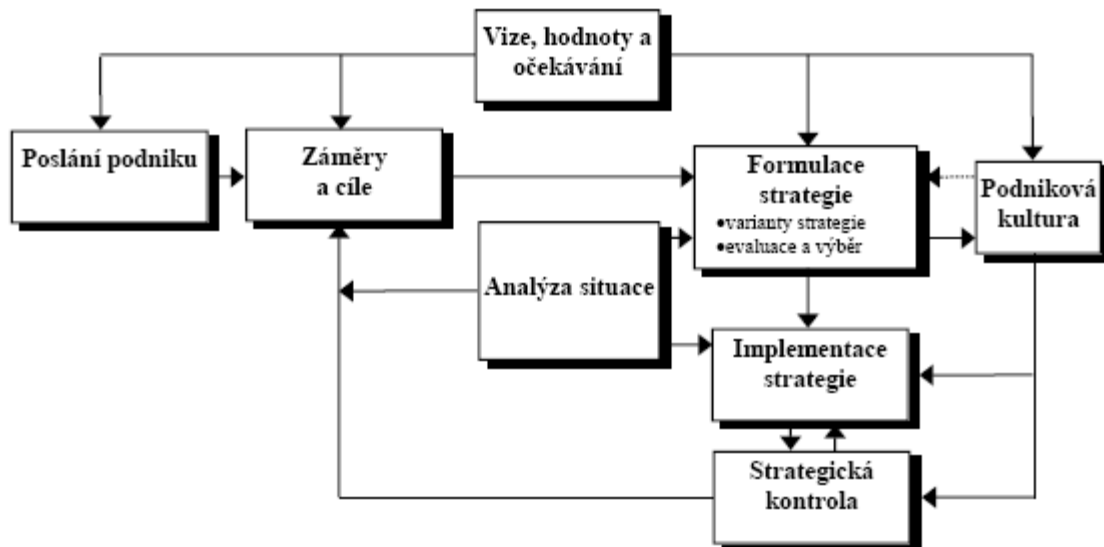 Vize, hodnoty a
očekávání
Poslání podniku
Záměry
a cíle
Formulace
strategie
•varianty strategie
•evaluace a výběr
Podniková
kultura
Analýza situace
Implementace
strategie
Strategická
kontrola